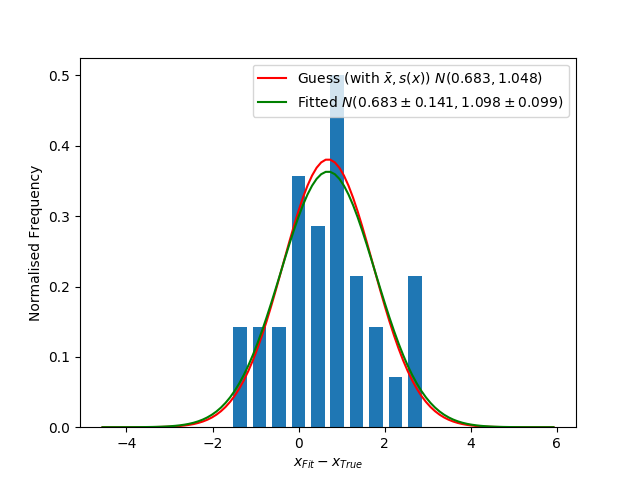 Guess (with x̄, s(x)) N(0.683, 1.048)
Fitted N(0.683 ± 0.141, 1.098 ± 0.099)
0.5
0.4
0.3
0.2
0.1
0.0
Normalised Frequency
−4 −2 0 2 4 6
x_Fit − x_True